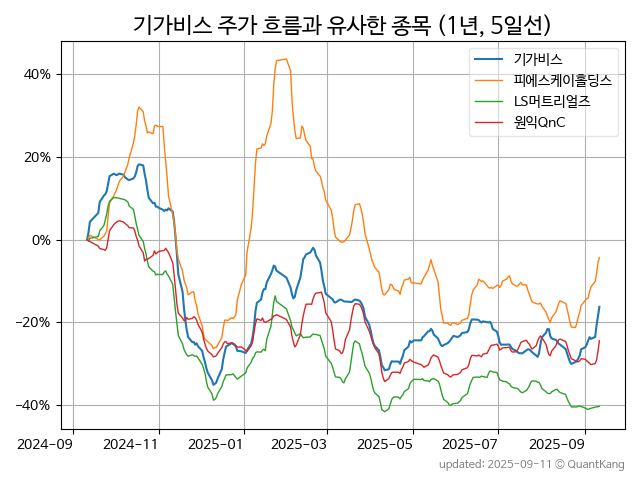 기가비스 주가 흐름과 유사한 종목 (1년, 5일선)
기가비스
피에스케이홀딩스
LS머트리얼즈
원익QnC
40%
20%
0%
−20%
−40%
2024-09 2024-11 2025-01 2025-03 2025-05 2025-07 2025-09
updated: 2025-09-11 © QuantKang